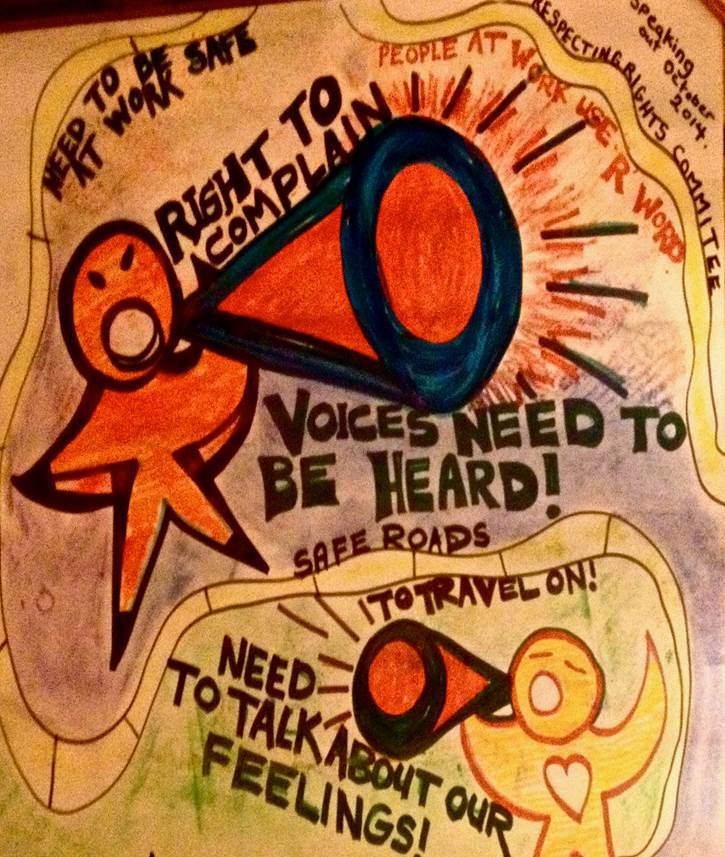 NEED TO BE SAFE
AT WORK
RIGHT TO
COMPLAIN
PEOPLE AT WORK USE 'R' WORD
speaking
out October
2014.
RESPECTING RIGHTS COMMITEE
VOICES NEED TO
BE HEARD!
SAFE ROADS
TO TRAVEL ON!
NEED
TO TALK ABOUT OUR
FEELINGS!